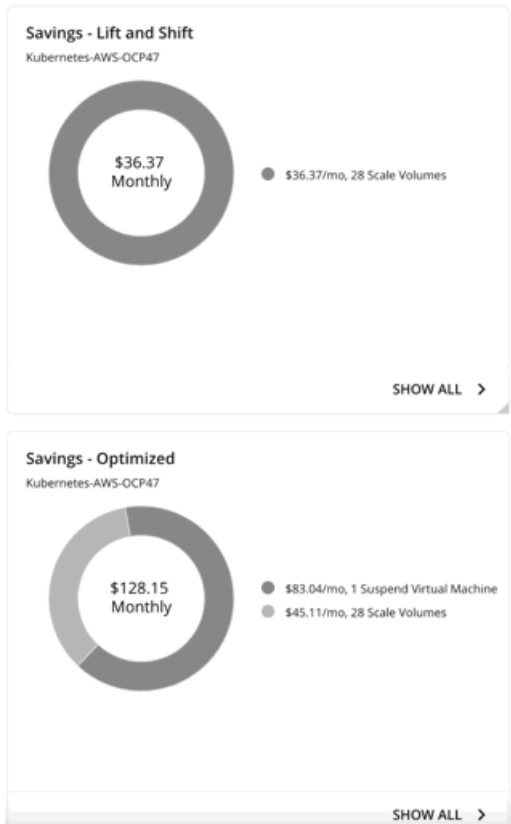 Savings - Lift and Shift
Kubernetes-AWS-OCP47
$36.37
Monthly
$36.37/mo, 28 Scale Volumes
SHOW ALL
Savings - Optimized
Kubernetes-AWS-OCP47
$128.15
Monthly
$83.04/mo, 1 Suspend Virtual Machine
$45.11/mo, 28 Scale Volumes
SHOW ALL